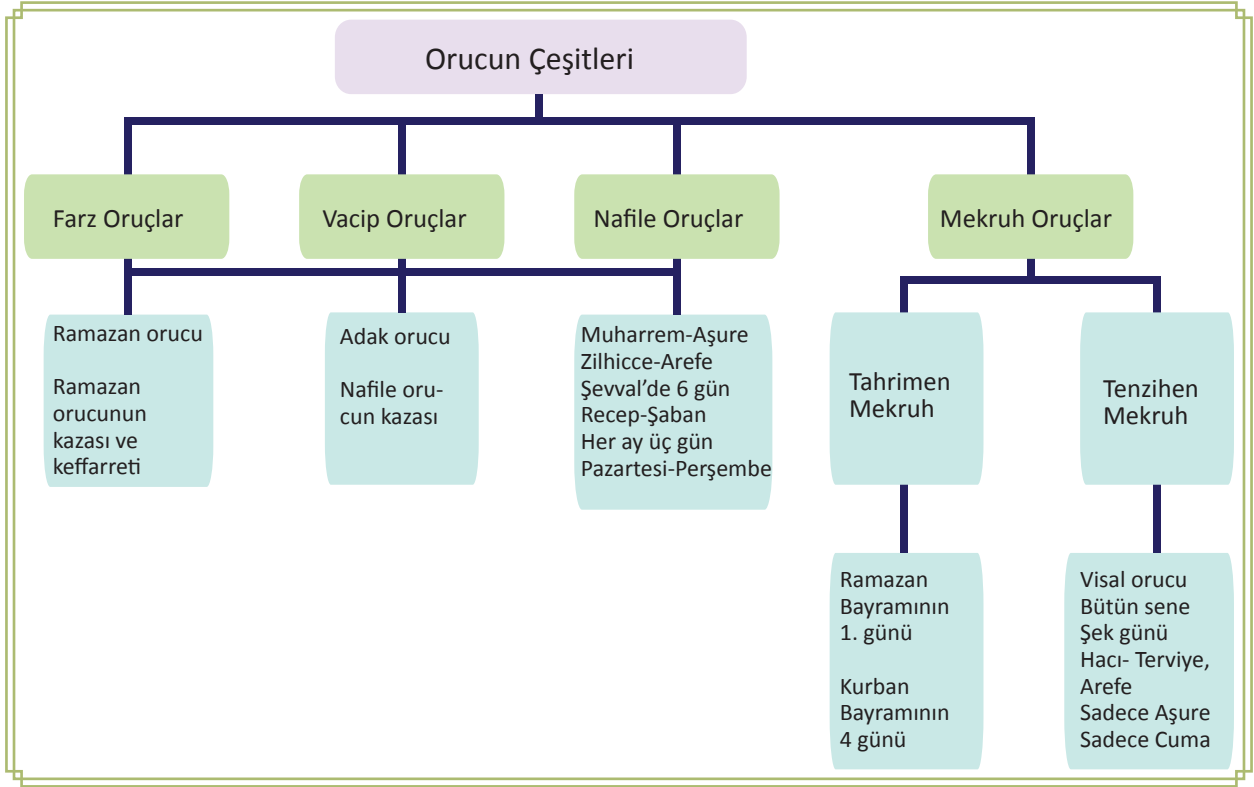 Orucun Çeşitleri
Farz Oruçlar
Vacip Oruçlar
Nafile Oruçlar
Mekruh Oruçlar
Ramazan orucu
Ramazan
orucunun
kazası ve
keffarreti
Adak orucu
Nafile oru-
cun kazası
Muharrem-Aşure
Zilhicce-Arefe
Şevval’de 6 gün
Recep-Şaban
Her ay üç gün
Pazartesi-Perşembe
Tahrimen
Mekruh
Tenzihen
Mekruh
Ramazan
Bayramının
1. günü
Kurban
Bayramının
4 günü
Visal orucu
Bütün sene
Şek günü
Hacı- Terviye,
Arefe
Sadece Aşure
Sadece Cuma